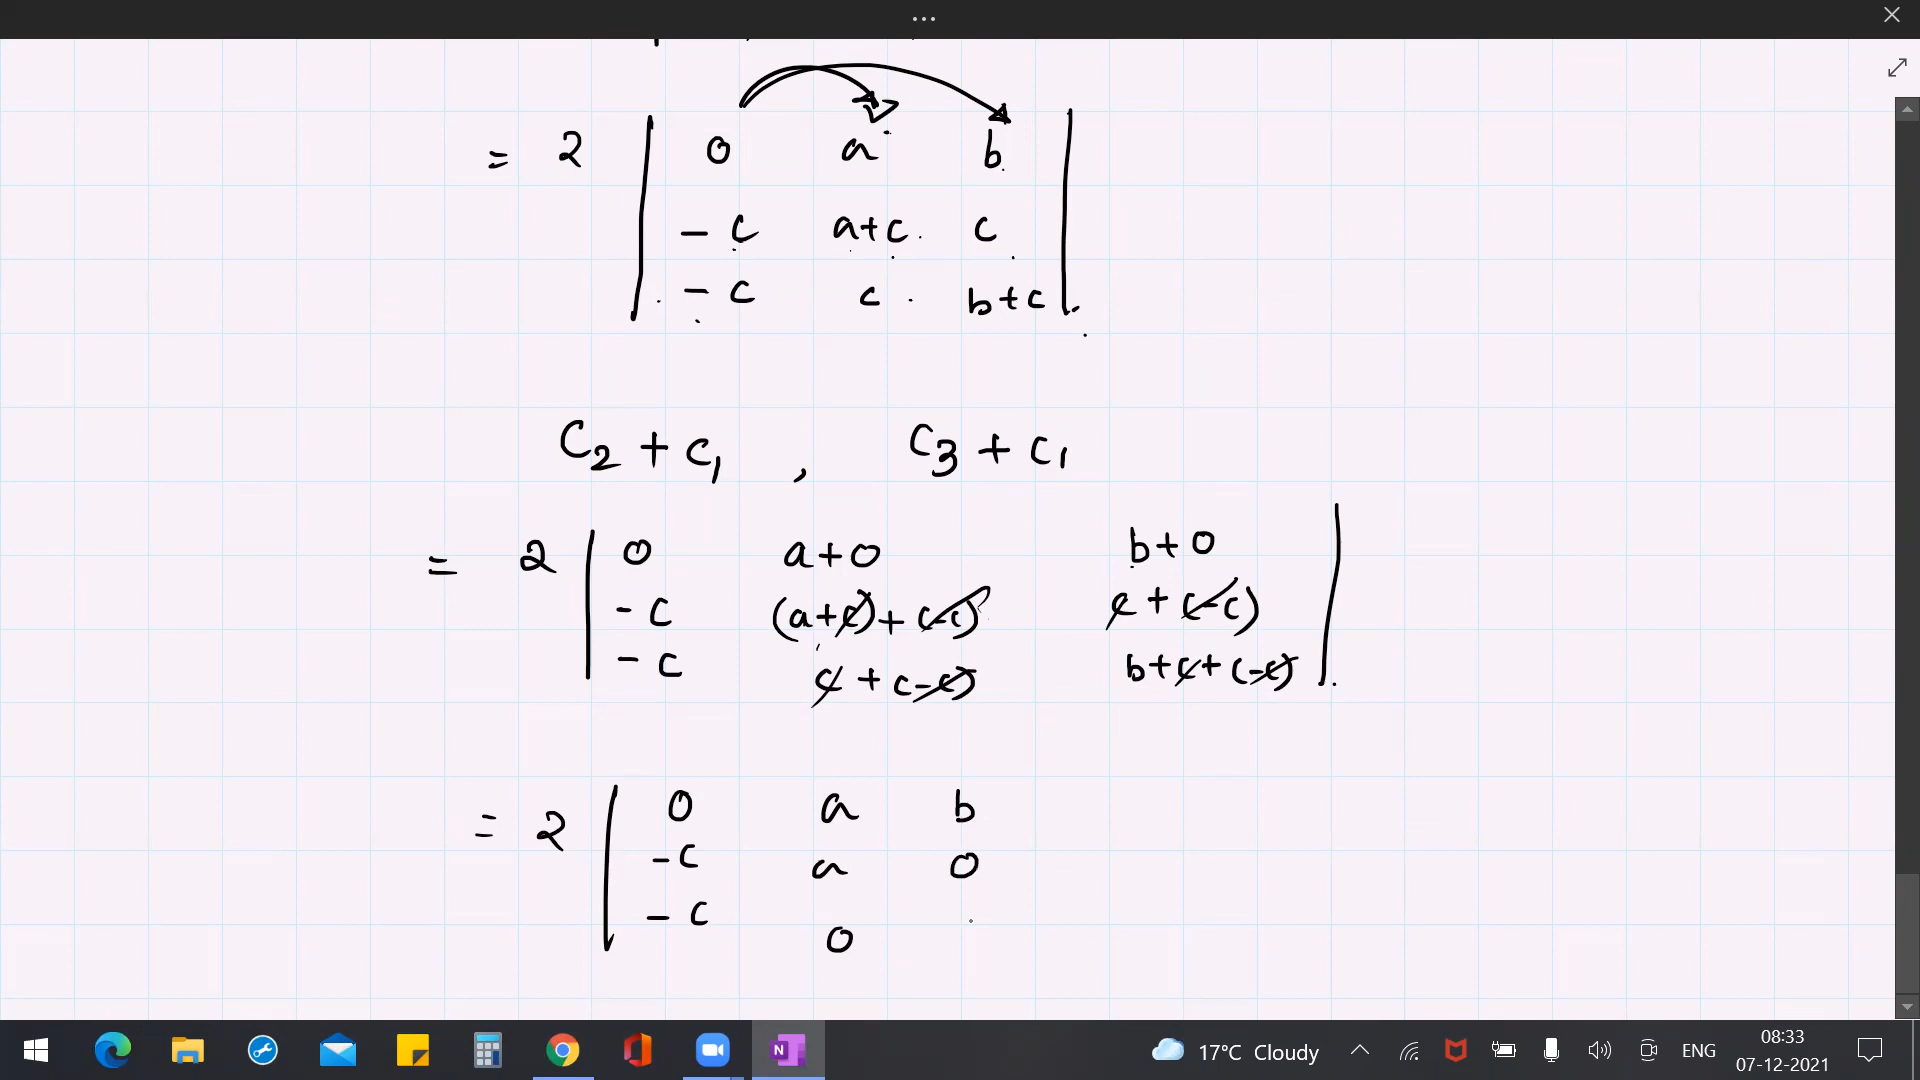 = 2 | 0 a b |
- c a+c c
- c c b+c
C2 + C1 , C3 + C1
= 2 | 0 a+0 b+0 |
- c (a+c) + (-c) c + (-c)
- c c + (-c) b+c+(-c)
= 2 | 0 a b
-c a 0
- c 0
17°C Cloudy
ENG
08:33
07-12-2021